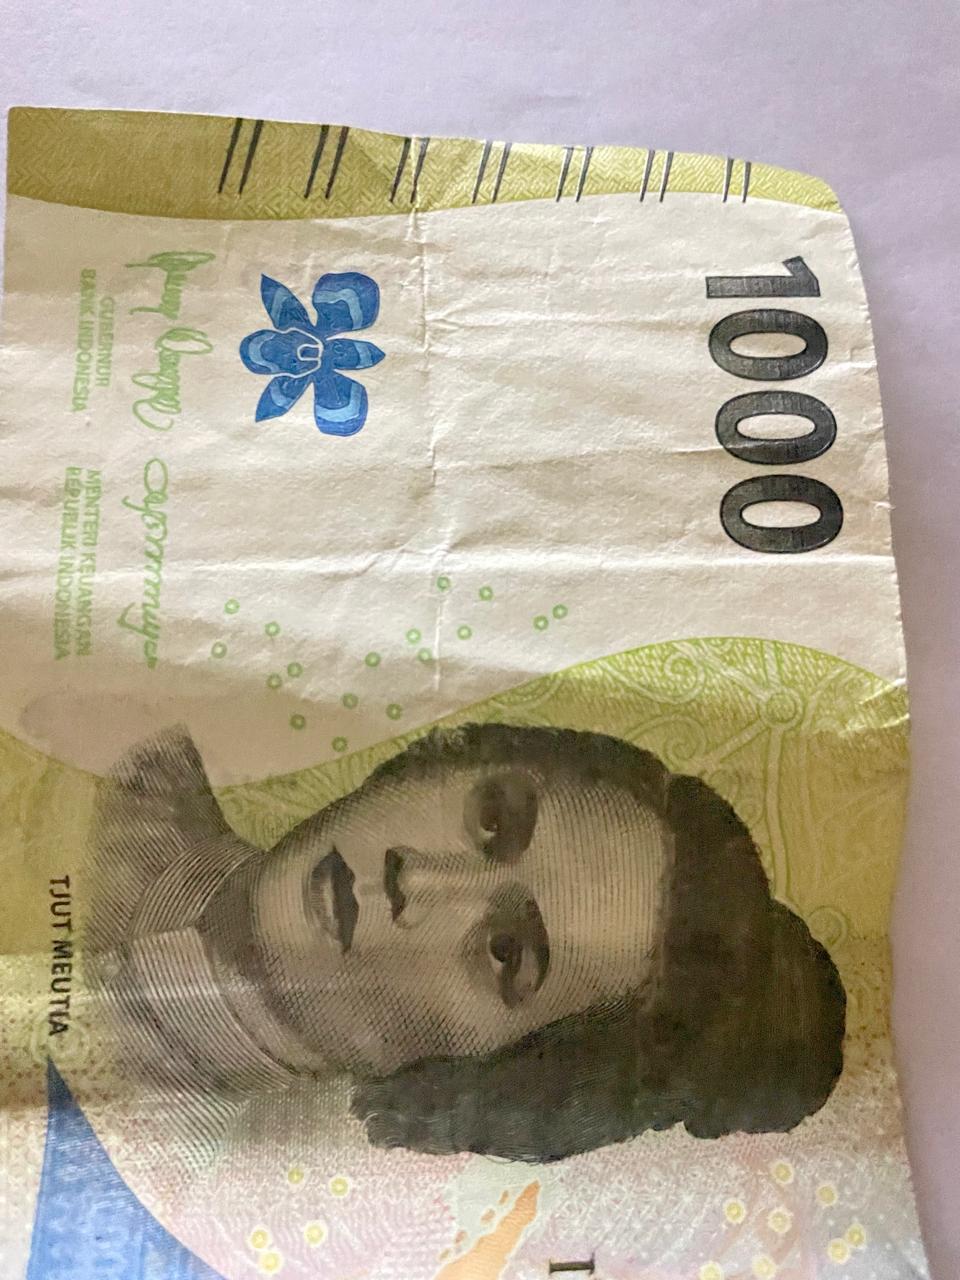 1000
GUBERNUR
BANK INDONESIA
MENTERI KEUANGAN
REPUBLIK INDONESIA
TJUT MEUTIA